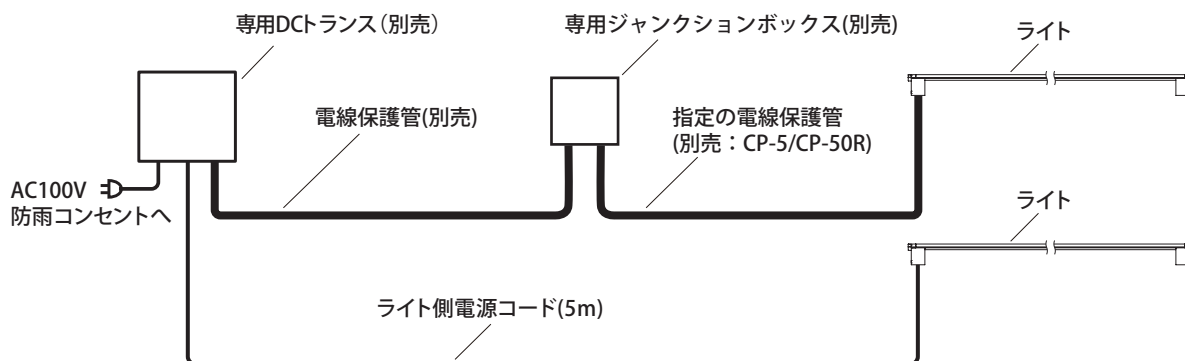 専用DCトランス（別売）
専用ジャンクションボックス(別売)
ライト
電線保護管(別売)
指定の電線保護管
(別売：CP-5/CP-50R)
AC100V
防雨コンセントへ
ライト
ライト側電源コード(5m)